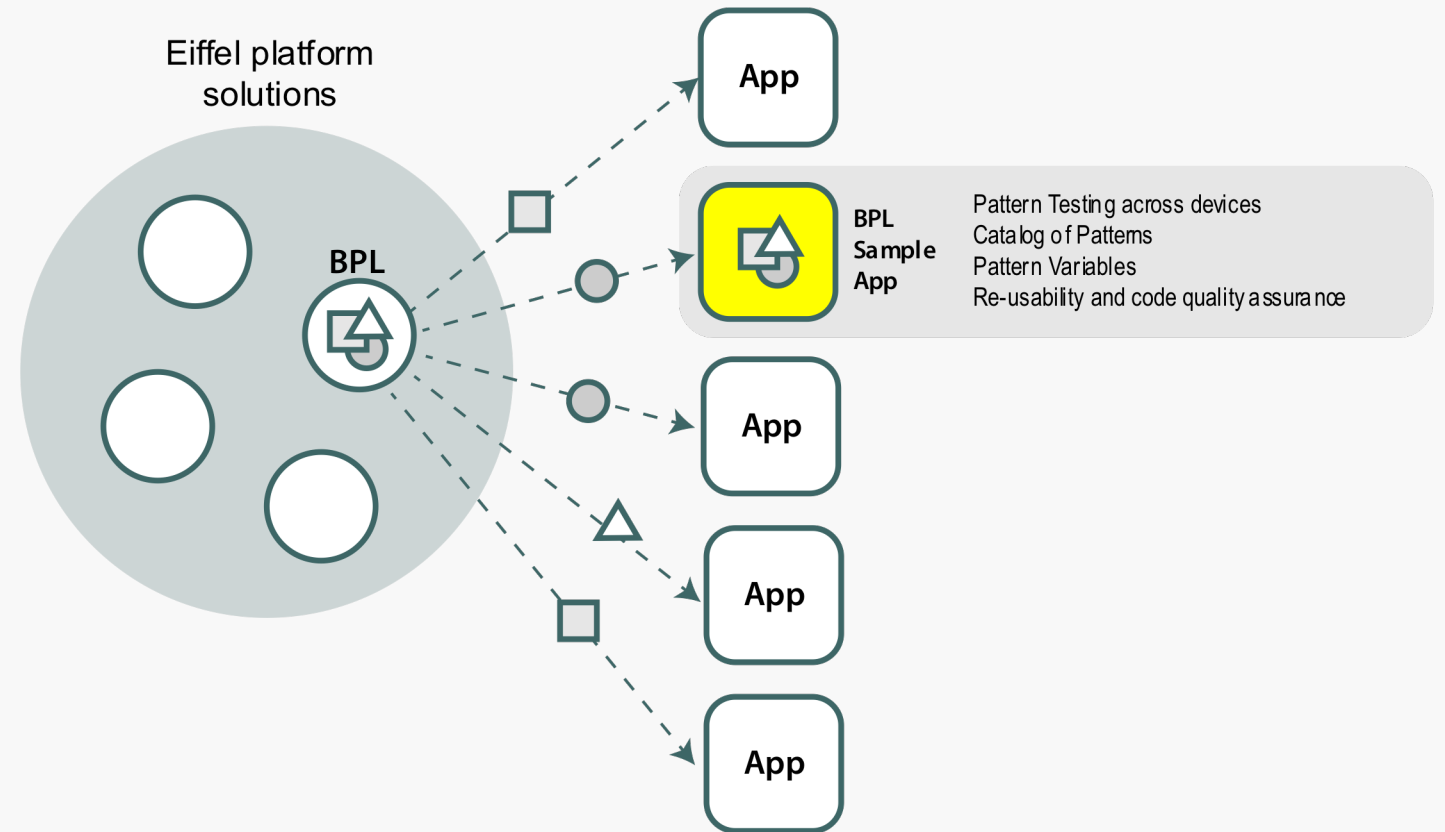 Eiffel platform
solutions
App
BPL
BPL
Sample
App
Pattern Testing across devices
Catalog of Patterns
Pattern Variables
Re-usability and code quality assurance
App
App
App